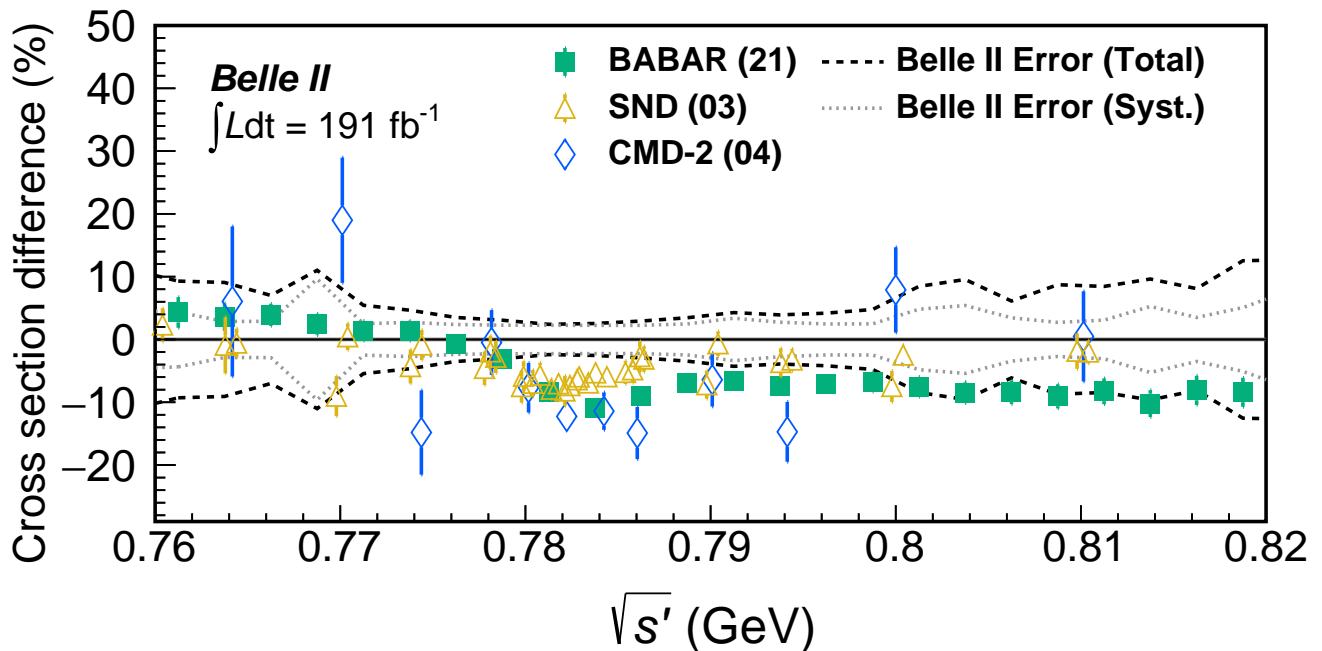 Cross section difference (%)
50
40
30
20
10
0
−10
−20
Belle II
∫Ldt = 191 fb⁻¹
BABAR (21)
SND (03)
CMD-2 (04)
Belle II Error (Total)
Belle II Error (Syst.)
0.76 0.77 0.78 0.79 0.8 0.81 0.82
√s′ (GeV)